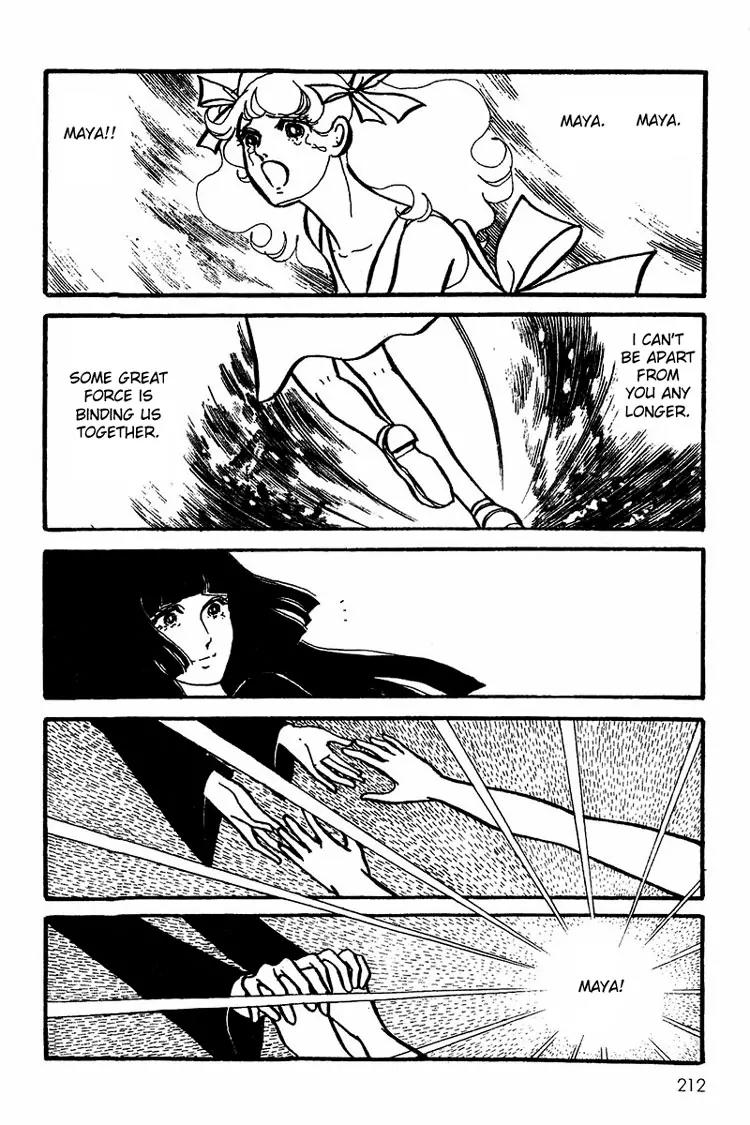 MAYA. MAYA.
MAYA!!
I CAN'T
BE APART
FROM
YOU ANY
LONGER.
SOME GREAT
FORCE IS
BINDING US
TOGETHER.
MAYA!
212